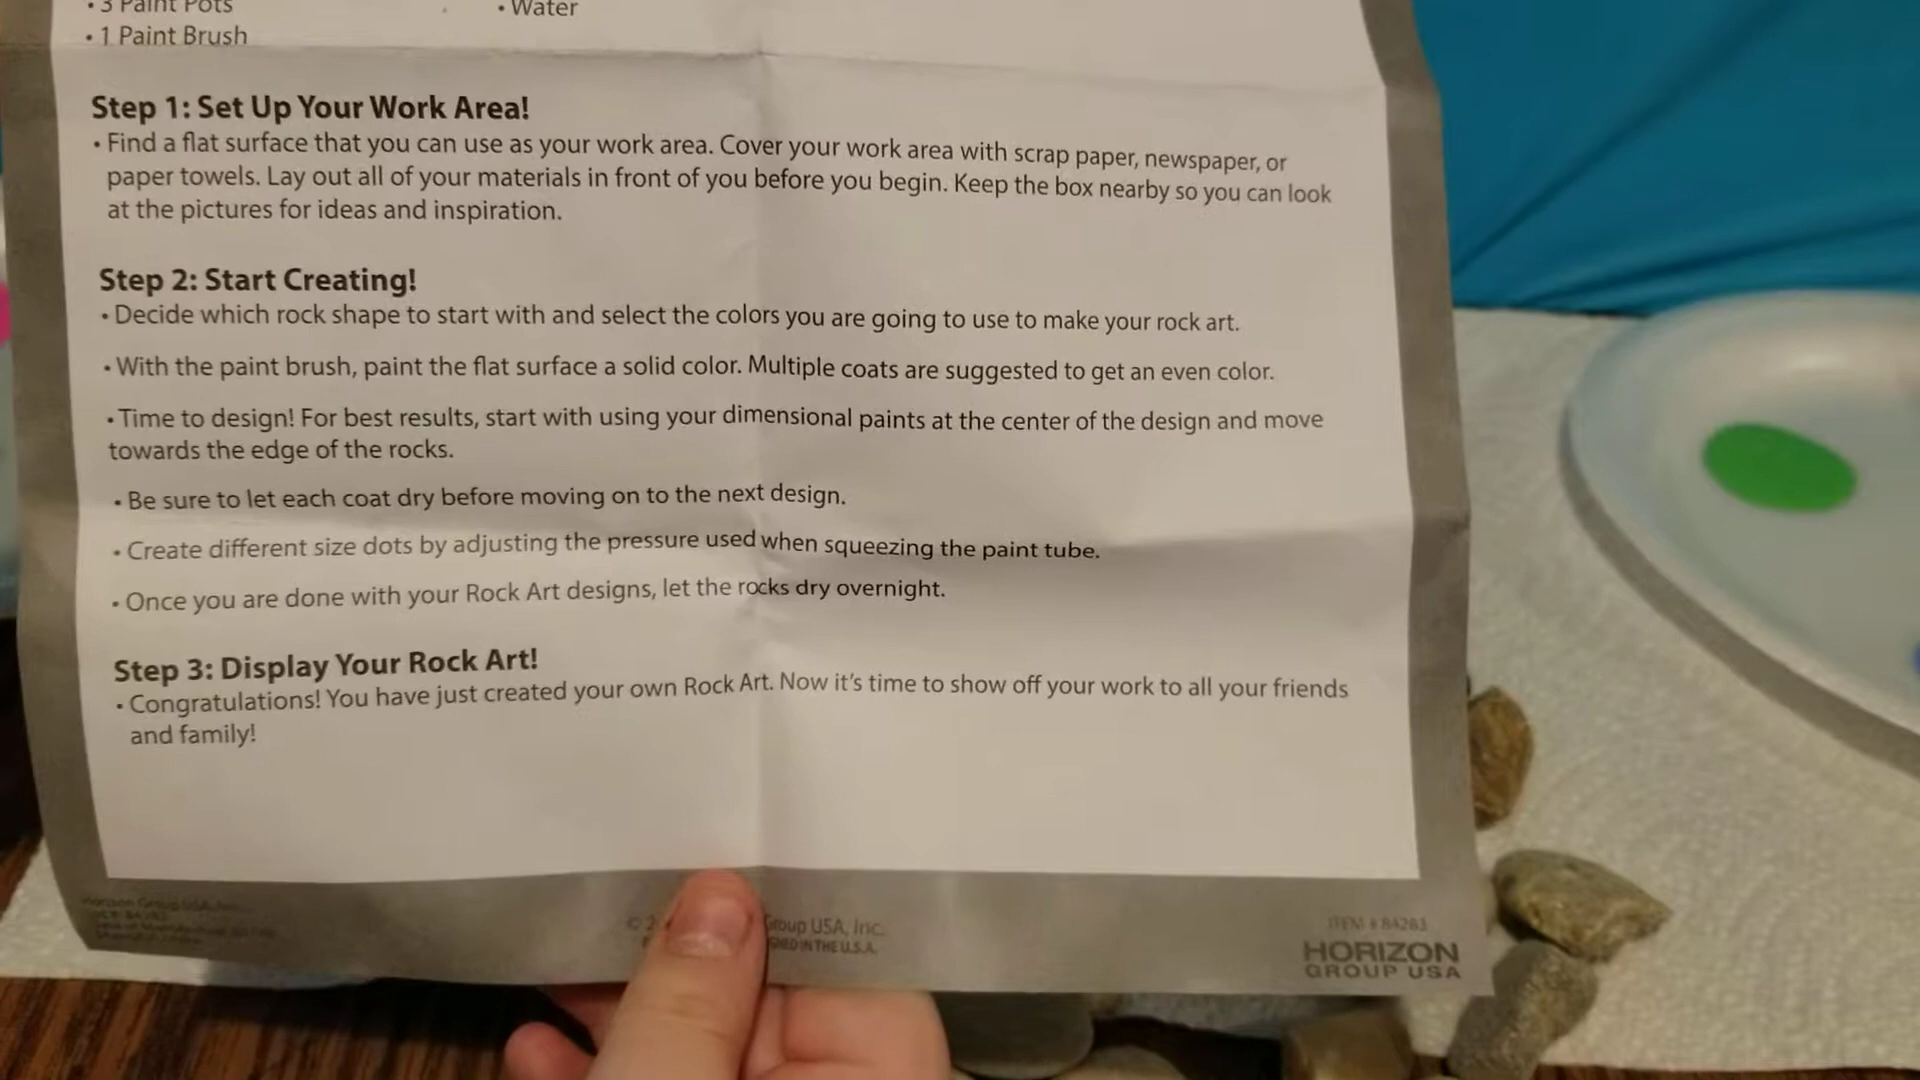 • 3 Paint Pots
• Water
• 1 Paint Brush
Step 1: Set Up Your Work Area!
• Find a flat surface that you can use as your work area. Cover your work area with scrap paper, newspaper, or
paper towels. Lay out all of your materials in front of you before you begin. Keep the box nearby so you can look
at the pictures for ideas and inspiration.
Step 2: Start Creating!
• Decide which rock shape to start with and select the colors you are going to use to make your rock art.
• With the paint brush, paint the flat surface a solid color. Multiple coats are suggested to get an even color.
• Time to design! For best results, start with using your dimensional paints at the center of the design and move
towards the edge of the rocks.
• Be sure to let each coat dry before moving on to the next design.
• Create different size dots by adjusting the pressure used when squeezing the paint tube.
• Once you are done with your Rock Art designs, let the rocks dry overnight.
Step 3: Display Your Rock Art!
• Congratulations! You have just created your own Rock Art. Now it's time to show off your work to all your friends
and family!
Horizon Group USA,
Group USA, Inc.
IN THE U.S.A.
ITEM # 84263
HORIZON
GROUP USA